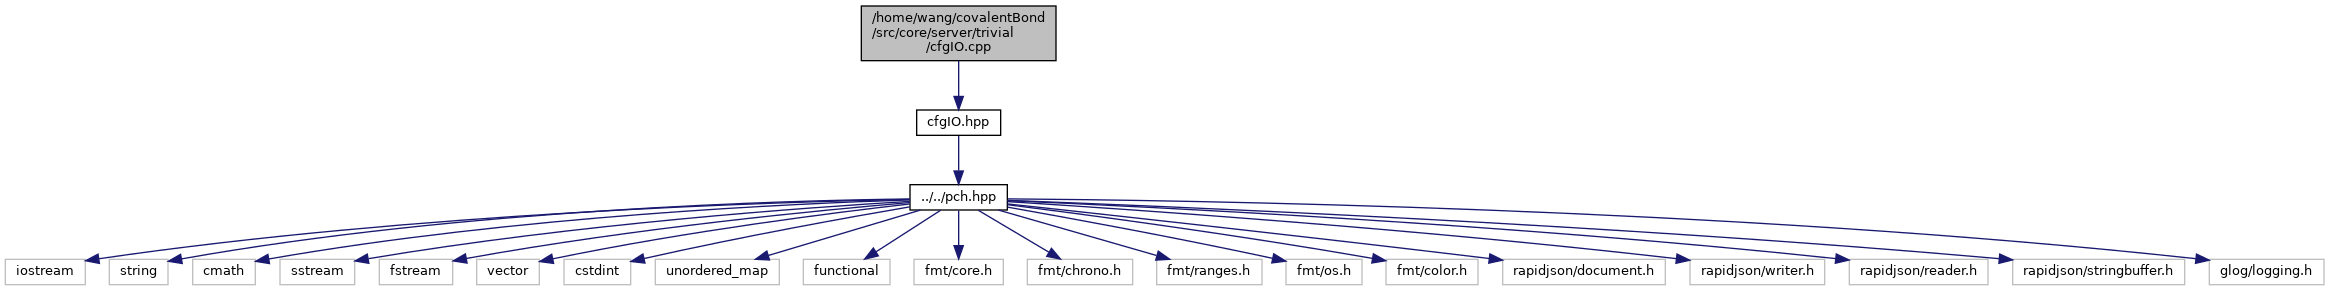 /home/wang/covalentBond
/src/core/server/trivial
/cfgIO.cpp
cfgIO.hpp
../../pch.hpp
iostream
string
cmath
sstream
fstream
vector
cstdint
unordered_map
functional
fmt/core.h
fmt/chrono.h
fmt/ranges.h
fmt/os.h
fmt/color.h
rapidjson/document.h
rapidjson/writer.h
rapidjson/reader.h
rapidjson/stringbuffer.h
glog/logging.h